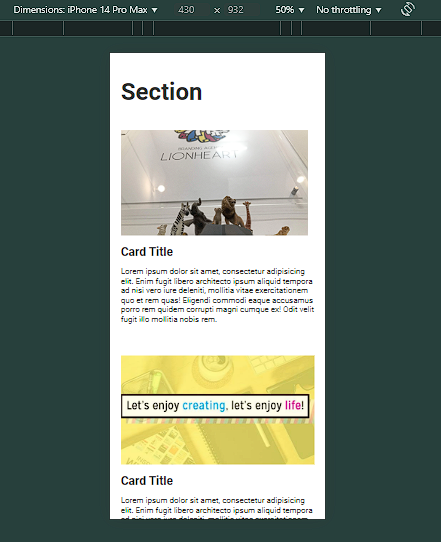 Dimensions: iPhone 14 Pro Max ▼ 430 × 932 50% ▼ No throttling ▼
Section
BRANDING AGENCY
LIONHEART
Card Title
Lorem ipsum dolor sit amet, consectetur adipisicing
elit. Enim fugit libero architecto ipsum aliquid tempora
ad nisi vero iure deleniti, mollitia vitae exercitationem
quo et rem quas! Eligendi commodi eaque accusamus
porro rem quidem corrupti magni cumque ex! Odit velit
fugit illo mollitia nobis rem.
Let's enjoy creating, let's enjoy life!
Card Title
Lorem ipsum dolor sit amet, consectetur adipisicing
elit. Enim fugit libero architecto ipsum aliquid tempora